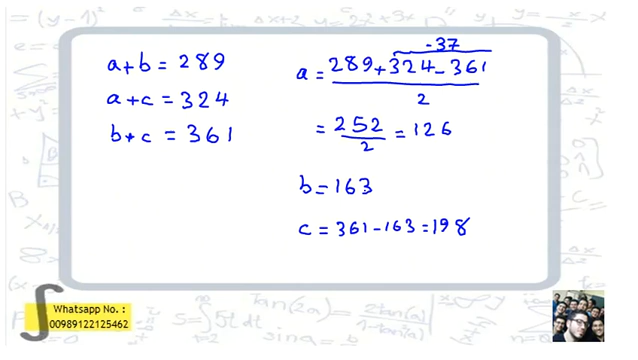 a+b=289
a+c=324
b+c=361
-37
a=289+324-361
2
=252/2=126
b=163
c=361-163=198
Whatsapp No. :
00989122125462